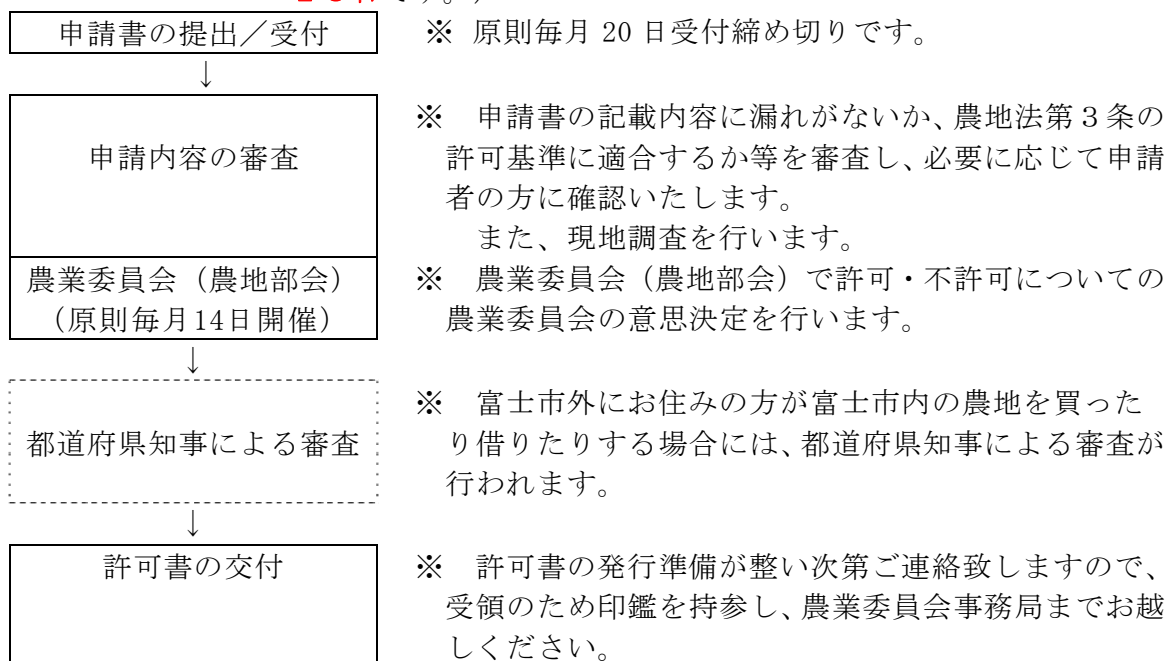 申請書の提出／受付
※ 原則毎月 20 日受付締め切りです。
↓
申請内容の審査
※ 申請書の記載内容に漏れがないか、農地法第３条の
許可基準に適合するか等を審査し、必要に応じて申請
者の方に確認いたします。
また、現地調査を行います。
農業委員会（農地部会）
（原則毎月14日開催）
※ 農業委員会（農地部会）で許可・不許可についての
農業委員会の意思決定を行います。
↓
都道府県知事による審査
※ 富士市外にお住みの方が富士市内の農地を買った
り借りたりする場合には、都道府県知事による審査が
行われます。
↓
許可書の交付
※ 許可書の発行準備が整い次第ご連絡致しますので、
受領のため印鑑を持参し、農業委員会事務局までお越
しください。